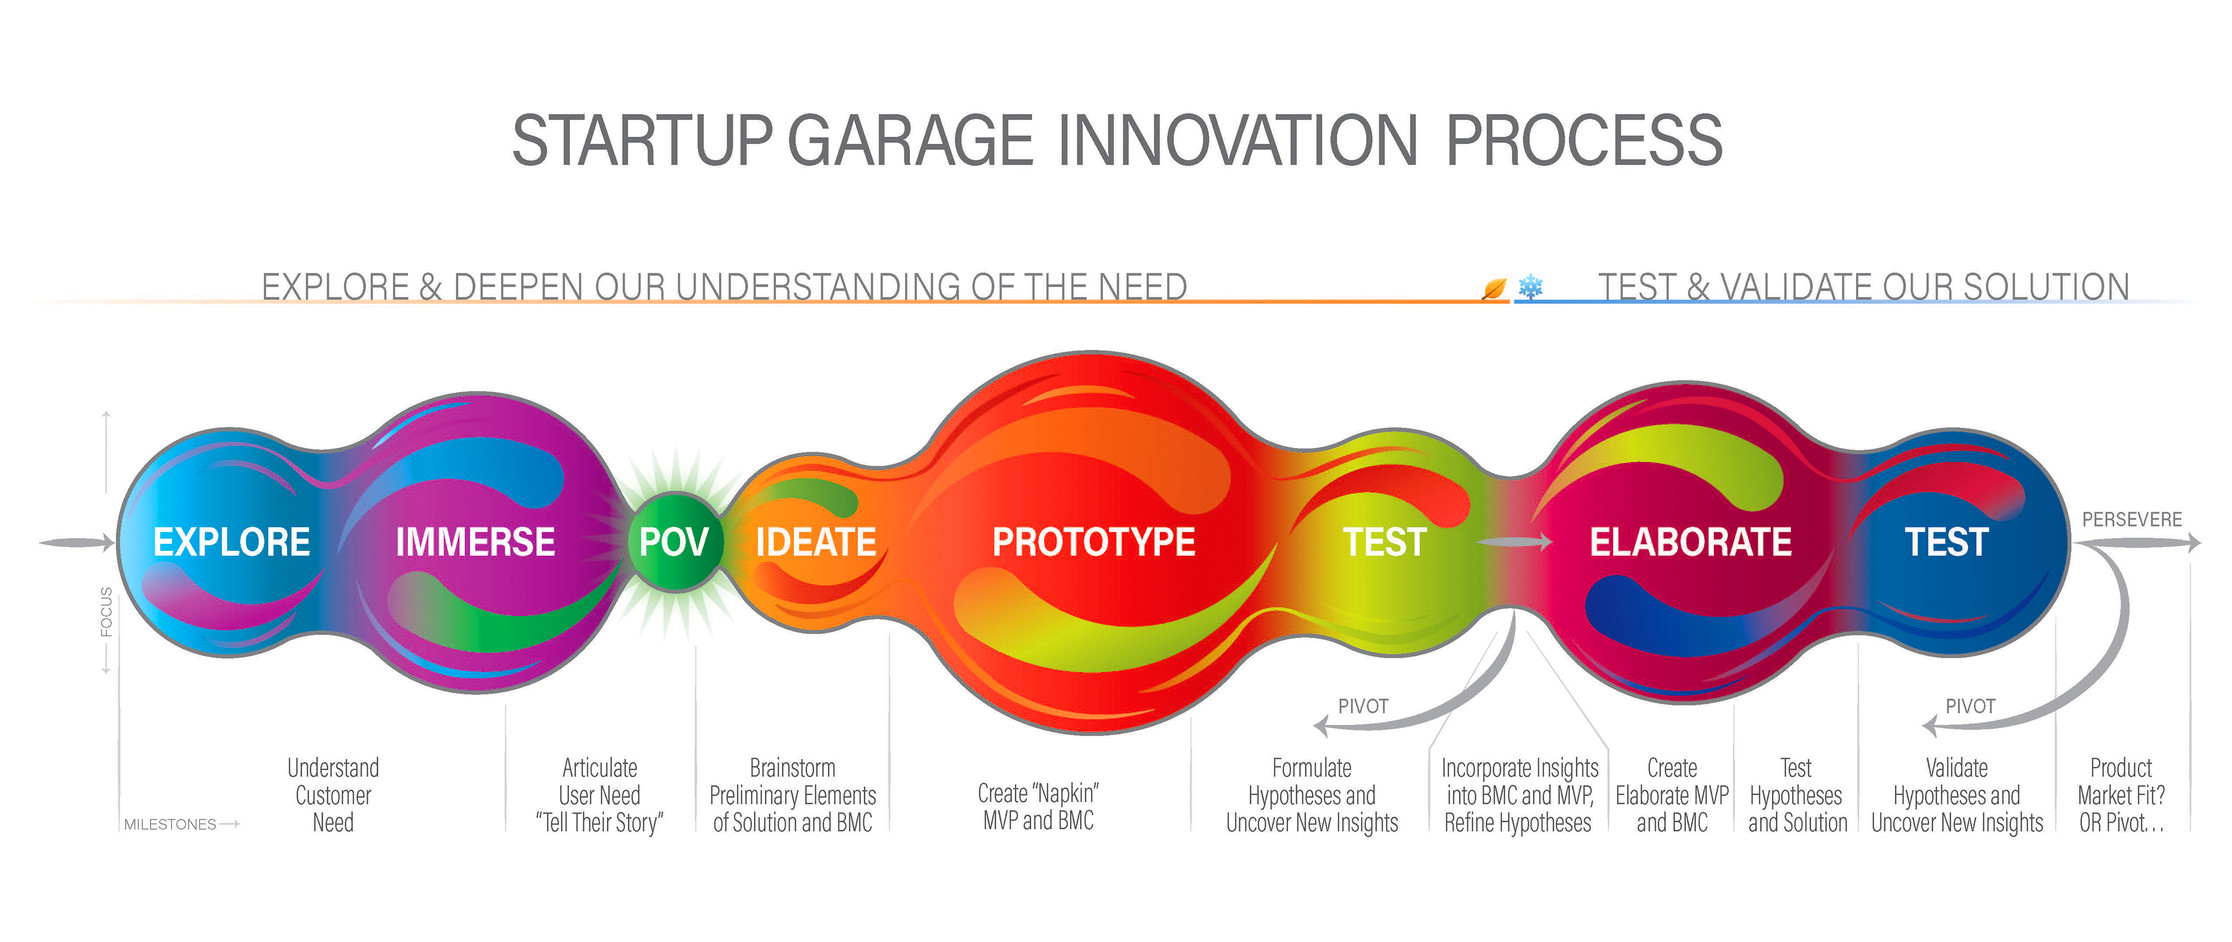 STARTUP GARAGE INNOVATION PROCESS
EXPLORE & DEEPEN OUR UNDERSTANDING OF THE NEED
TEST & VALIDATE OUR SOLUTION
FOCUS
EXPLORE
IMMERSE
POV
IDEATE
PROTOTYPE
TEST
ELABORATE
TEST
PERSEVERE
PIVOT
PIVOT
MILESTONES
Understand
Customer
Need
Articulate
User Need
“Tell Their Story”
Brainstorm
Preliminary Elements
of Solution and BMC
Create “Napkin”
MVP and BMC
Formulate
Hypotheses and
Uncover New Insights
Incorporate Insights
into BMC and MVP,
Refine Hypotheses
Create
Elaborate MVP
and BMC
Test
Hypotheses
and Solution
Validate
Hypotheses and
Uncover New Insights
Product
Market Fit?
OR Pivot...